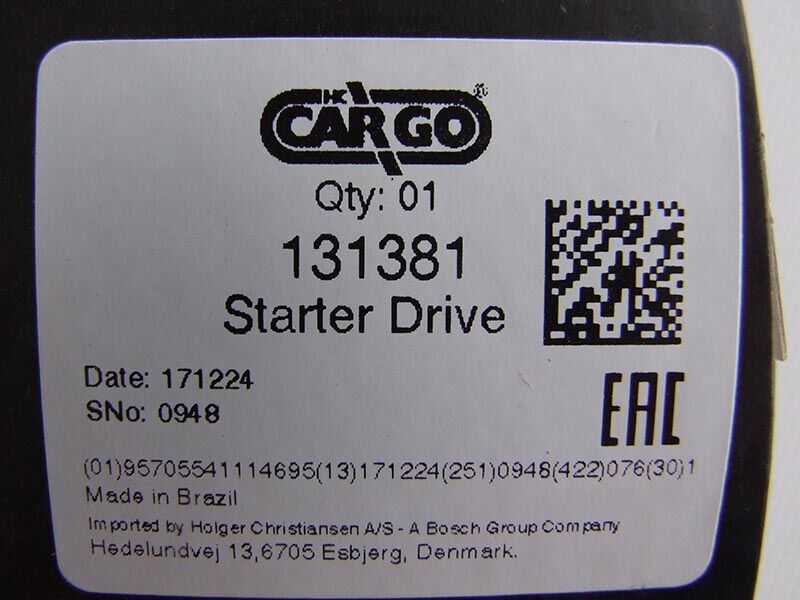 HC
CARGO®
Qty: 01
131381
Starter Drive
Date: 171224
SNo: 0948
EAC
(01)95705541114695(13)171224(251)0948(422)076(30)1
Made in Brazil
Imported by Holger Christiansen A/S - A Bosch Group Company
Hedelundvej 13,6705 Esbjerg, Denmark.